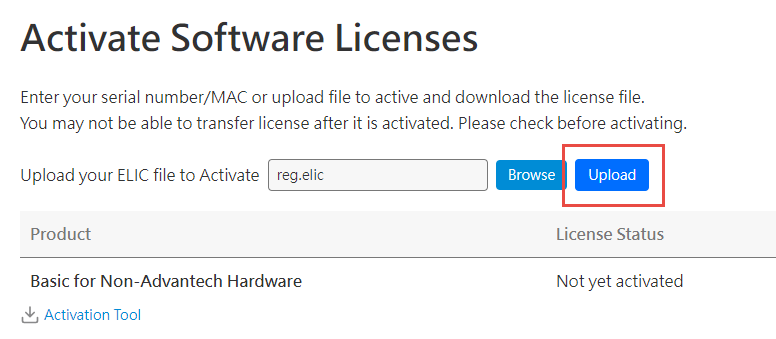 Activate Software Licenses
Enter your serial number/MAC or upload file to active and download the license file.
You may not be able to transfer license after it is activated. Please check before activating.
Upload your ELIC file to Activate reg.elic Browse Upload
Product License Status
Basic for Non-Advantech Hardware Not yet activated
Activation Tool